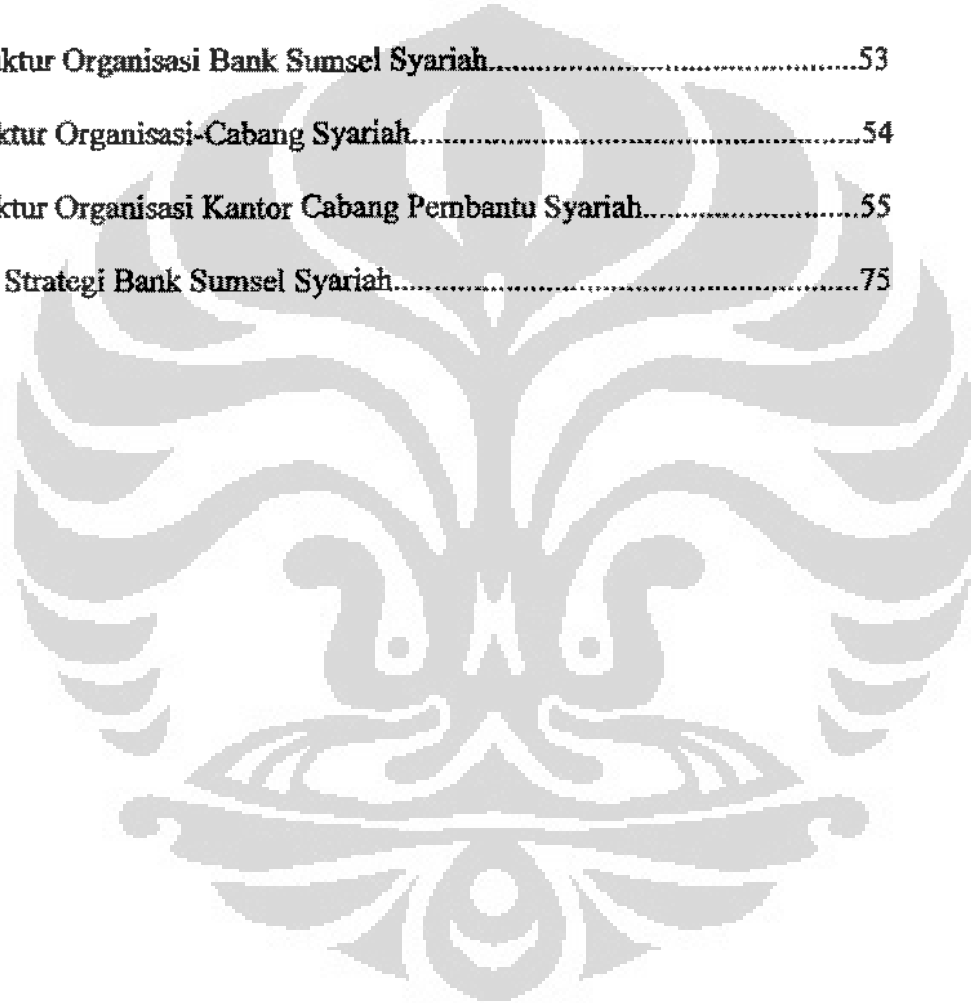 ktur Organisasi Bank Sumsel Syariah..................................................53
ktur Organisasi-Cabang Syariah..............................................................54
ktur Organisasi Kantor Cabang Pembantu Syariah.............................55
Strategi Bank Sumsel Syariah................................................................75